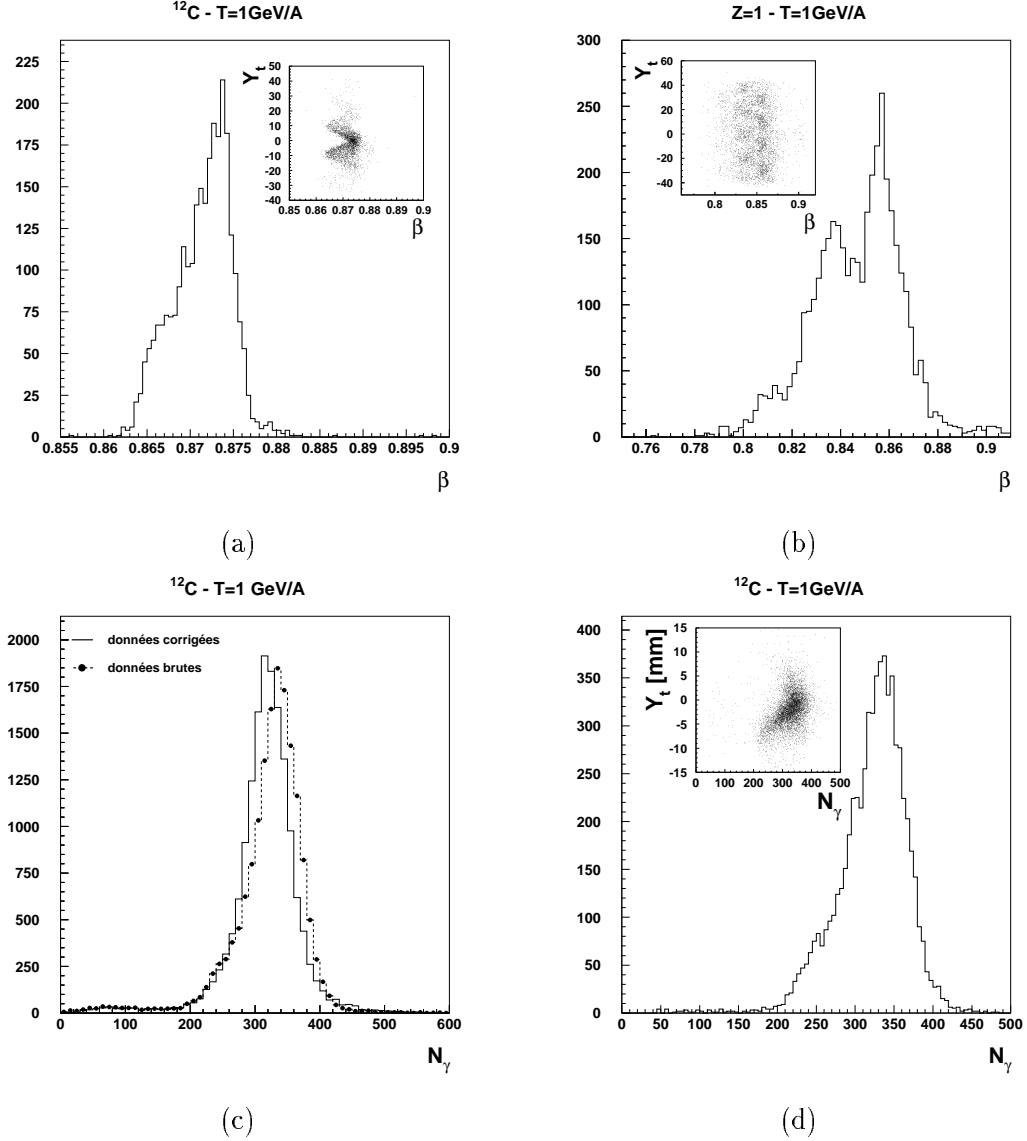 ¹²C - T=1GeV/A
225
200
175
150
125
100
75
50
25
0
0.855 0.86 0.865 0.87 0.875 0.88 0.885 0.89 0.895 0.9
β
Y_t
50
40
30
20
10
0
-10
-20
-30
-40
0.85 0.86 0.87 0.88 0.89 0.9
β
(a)
Z=1 - T=1GeV/A
300
250
200
150
100
50
0
0.76 0.78 0.8 0.82 0.84 0.86 0.88 0.9
β
Y_t
60
40
20
0
-20
-40
0.8 0.85 0.9
β
(b)
¹²C - T=1 GeV/A
2000
1750
1500
1250
1000
750
500
250
0
0 100 200 300 400 500 600
N_γ
données corrigées
données brutes
(c)
¹²C - T=1GeV/A
400
350
300
250
200
150
100
50
0
0 50 100 150 200 250 300 350 400 450 500
N_γ
Y_t [mm]
15
10
5
0
-5
-10
-15
0 100 200 300 400 500
N_γ
(d)